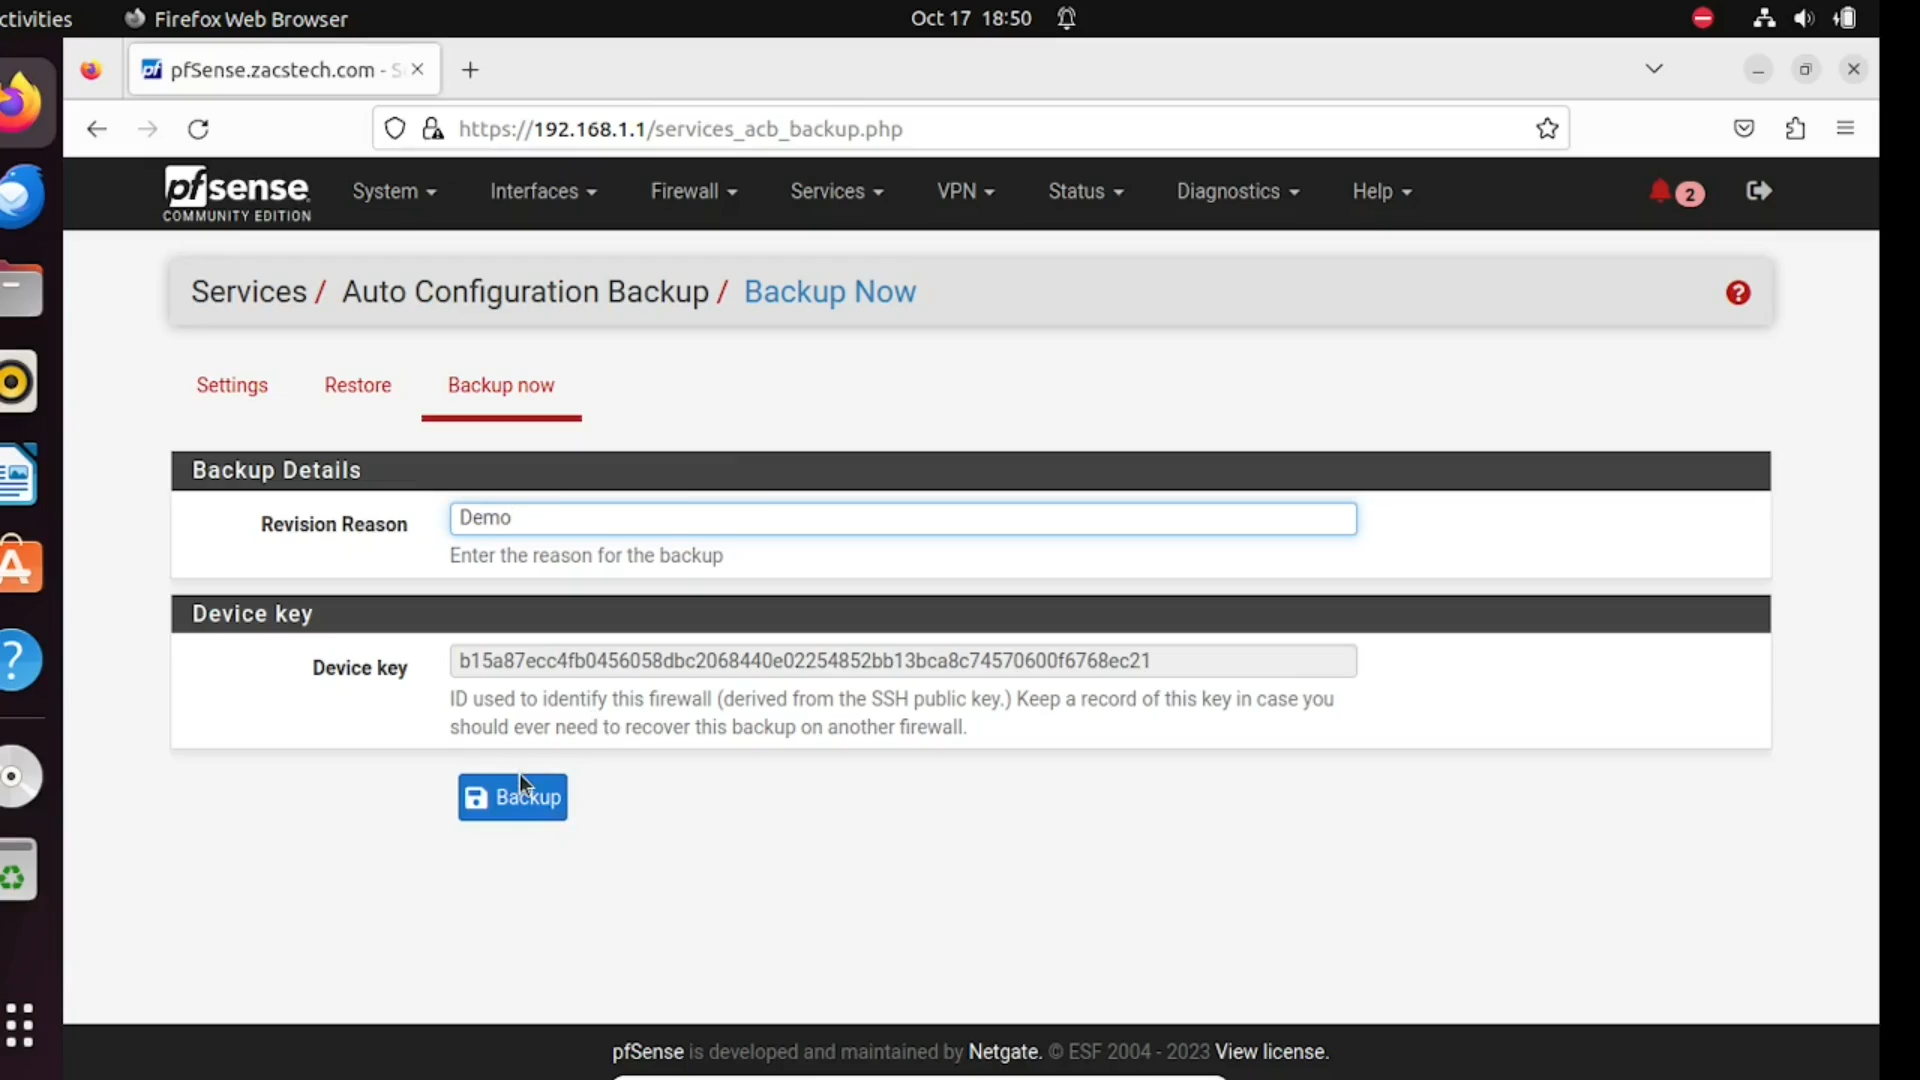 ctivities
Firefox Web Browser
Oct 17 18:50
pfSense.zacstech.com - S
https://192.168.1.1/services_acb_backup.php
pfsense
COMMUNITY EDITION
System
Interfaces
Firewall
Services
VPN
Status
Diagnostics
Help
2
Services / Auto Configuration Backup / Backup Now
Settings
Restore
Backup now
Backup Details
Revision Reason
Demo
Enter the reason for the backup
Device key
Device key
b15a87ecc4fb0456058dbc2068440e02254852bb13bca8c74570600f6768ec21
ID used to identify this firewall (derived from the SSH public key.) Keep a record of this key in case you
should ever need to recover this backup on another firewall.
Backup
pfSense is developed and maintained by Netgate. © ESF 2004 - 2023 View license.